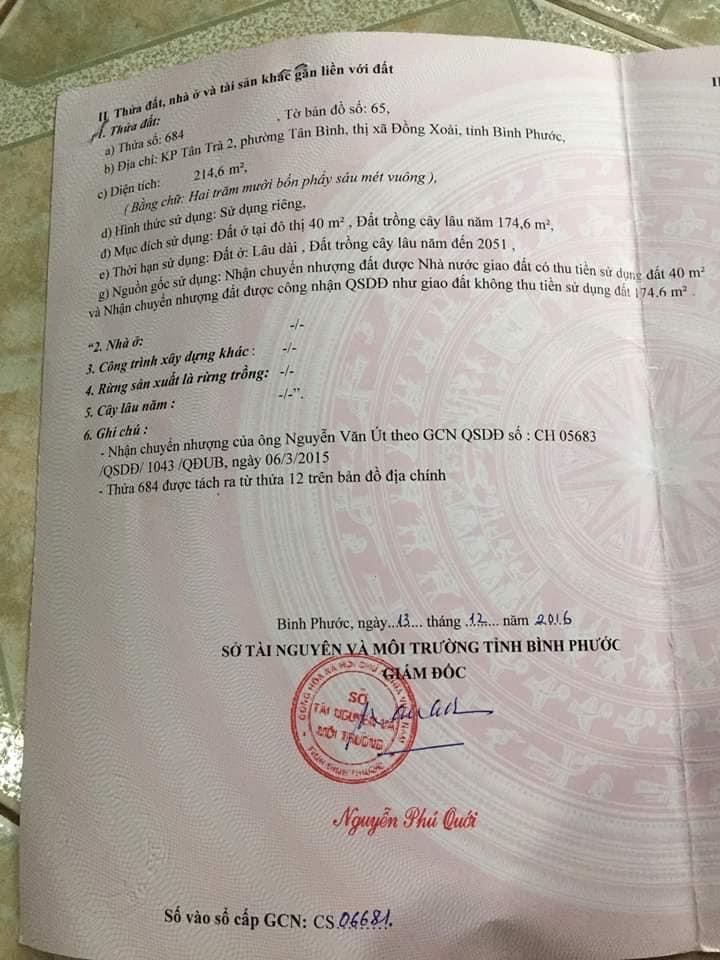 II. Thửa đất, nhà ở và tài sản khác gắn liền với đất
1. Thửa đất:
a) Thửa số: 684 , Tờ bản đồ số: 65,
b) Địa chỉ: KP Tân Trà 2, phường Tân Bình, thị xã Đồng Xoài, tỉnh Bình Phước,
c) Diện tích: 214,6 m²,
( Bằng chữ: Hai trăm mười bốn phẩy sáu mét vuông ),
d) Hình thức sử dụng: Sử dụng riêng,
đ) Mục đích sử dụng: Đất ở tại đô thị 40 m² , Đất trồng cây lâu năm 174,6 m²,
e) Thời hạn sử dụng: Đất ở: Lâu dài , Đất trồng cây lâu năm đến 2051 ,
g) Nguồn gốc sử dụng: Nhận chuyển nhượng đất được Nhà nước giao đất có thu tiền sử dụng đất 40 m²
và Nhận chuyển nhượng đất được công nhận QSDĐ như giao đất không thu tiền sử dụng đất 174,6 m² .
“2. Nhà ở: -/-
3. Công trình xây dựng khác : -/-
4. Rừng sản xuất là rừng trồng: -/-
5. Cây lâu năm : -/-”.
6. Ghi chú :
- Nhận chuyển nhượng của ông Nguyễn Văn Út theo GCN QSDĐ số : CH 05683
/QSDĐ/ 1043 /QĐUB, ngày 06/3/2015
- Thửa 684 được tách ra từ thửa 12 trên bản đồ địa chính
Bình Phước, ngày...13.... tháng .12.... năm 2016
SỞ TÀI NGUYÊN VÀ MÔI TRƯỜNG TỈNH BÌNH PHƯỚC
GIÁM ĐỐC
SỞ
TÀI NGUYÊN VÀ
MÔI TRƯỜNG
Nguyễn Phú Quới
Số vào sổ cấp GCN: CS 06681.